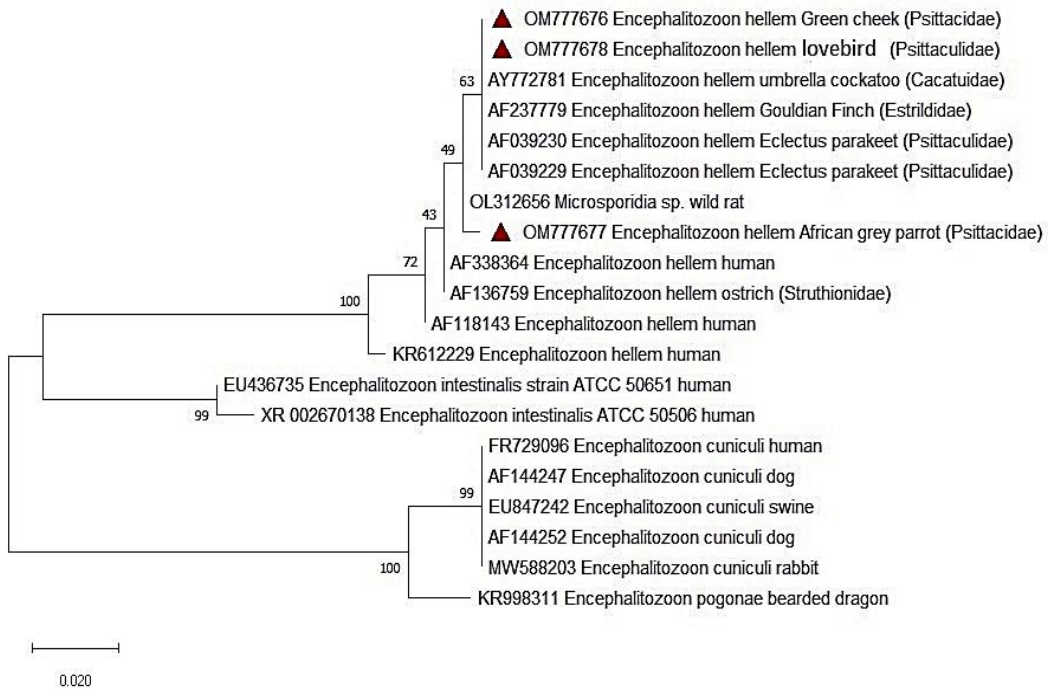 OM777676 Encephalitozoon hellem Green cheek (Psittacidae)
OM777678 Encephalitozoon hellem lovebird (Psittaculidae)
63
AY772781 Encephalitozoon hellem umbrella cockatoo (Cacatuidae)
AF237779 Encephalitozoon hellem Gouldian Finch (Estrildidae)
AF039230 Encephalitozoon hellem Eclectus parakeet (Psittaculidae)
49
AF039229 Encephalitozoon hellem Eclectus parakeet (Psittaculidae)
OL312656 Microsporidia sp. wild rat
43
OM777677 Encephalitozoon hellem African grey parrot (Psittacidae)
72
AF338364 Encephalitozoon hellem human
AF136759 Encephalitozoon hellem ostrich (Struthionidae)
100
AF118143 Encephalitozoon hellem human
KR612229 Encephalitozoon hellem human
EU436735 Encephalitozoon intestinalis strain ATCC 50651 human
99
XR 002670138 Encephalitozoon intestinalis ATCC 50506 human
FR729096 Encephalitozoon cuniculi human
AF144247 Encephalitozoon cuniculi dog
99
EU847242 Encephalitozoon cuniculi swine
AF144252 Encephalitozoon cuniculi dog
100
MW588203 Encephalitozoon cuniculi rabbit
KR998311 Encephalitozoon pogonae bearded dragon
0.020